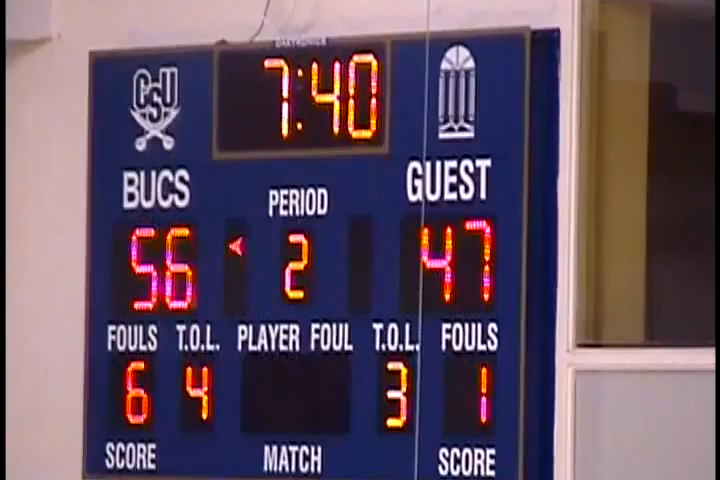 7:40
CSU
BUCS
GUEST
PERIOD
56
2
47
FOULS T.O.L. PLAYER FOUL T.O.L. FOULS
6 4 3 1
SCORE MATCH SCORE